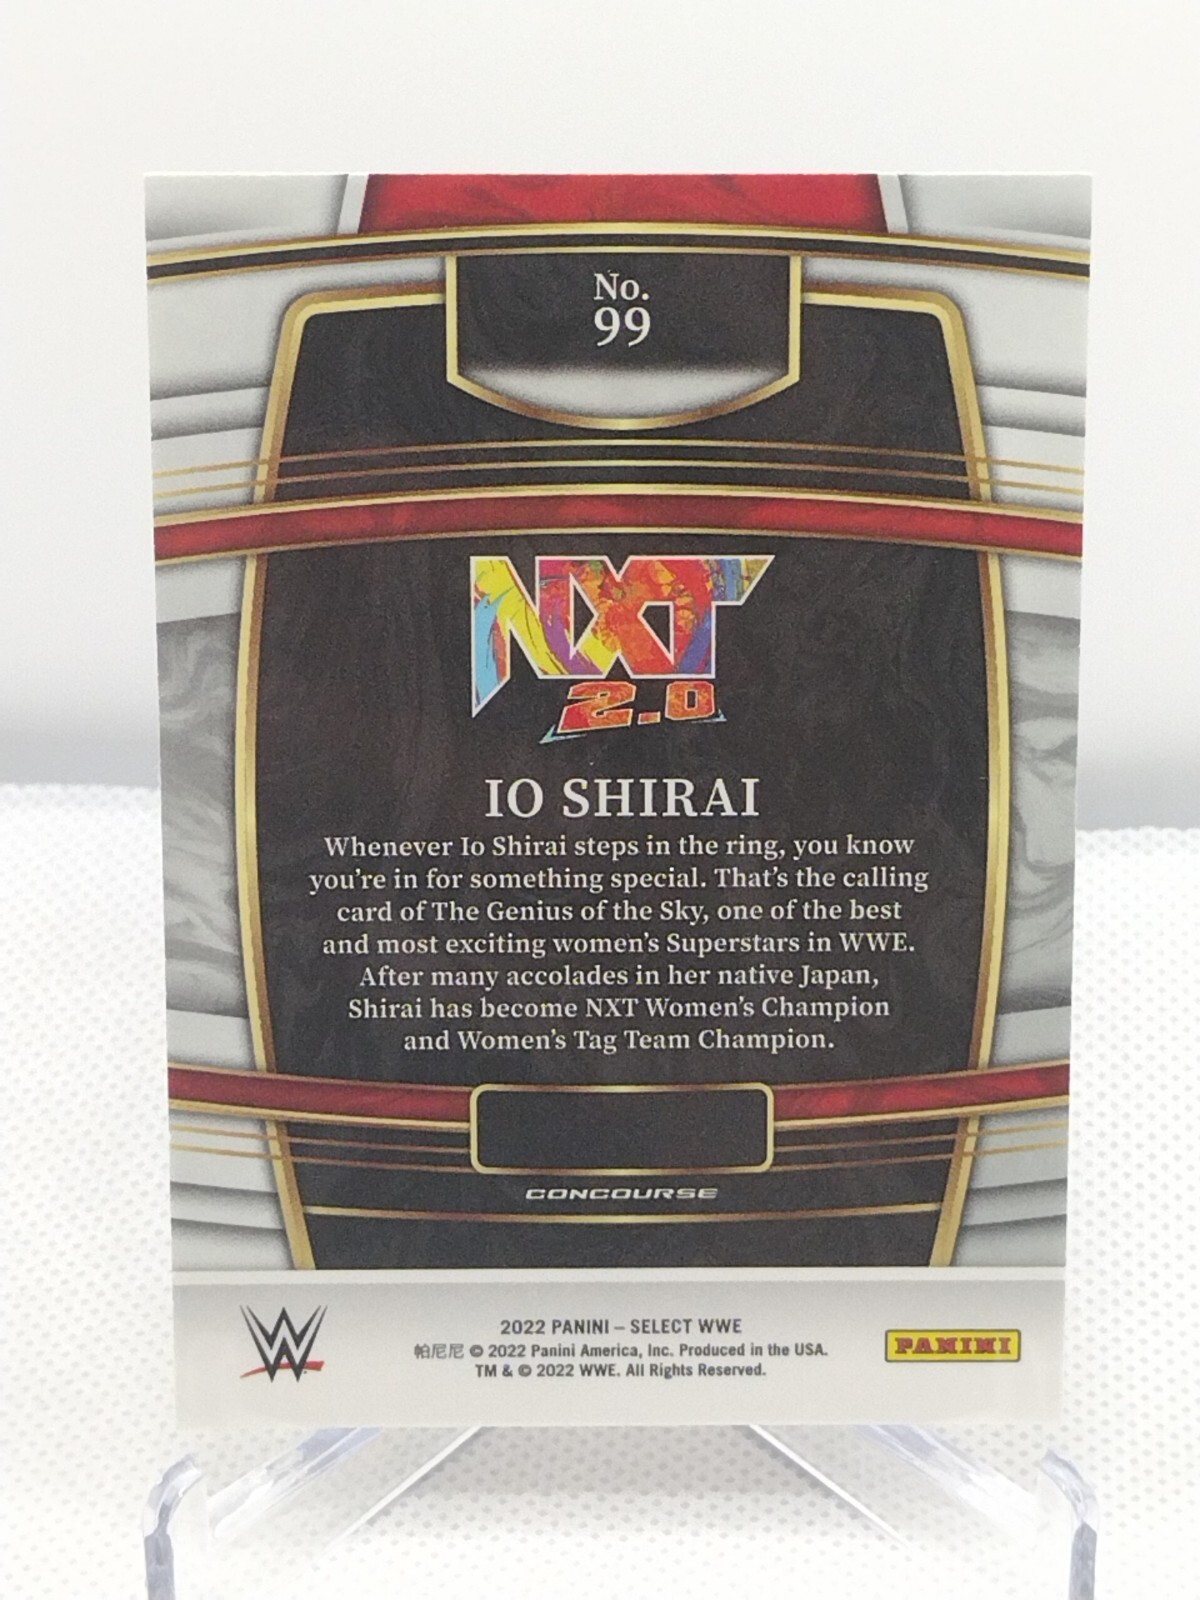 No.
99
NXT
2.0
IO SHIRAI
Whenever Io Shirai steps in the ring, you know
you're in for something special. That's the calling
card of The Genius of the Sky, one of the best
and most exciting women's Superstars in WWE.
After many accolades in her native Japan,
Shirai has become NXT Women's Champion
and Women's Tag Team Champion.
CONCOURSE
W
2022 PANINI – SELECT WWE
帕尼尼 © 2022 Panini America, Inc. Produced in the USA.
TM & © 2022 WWE. All Rights Reserved.
PANINI